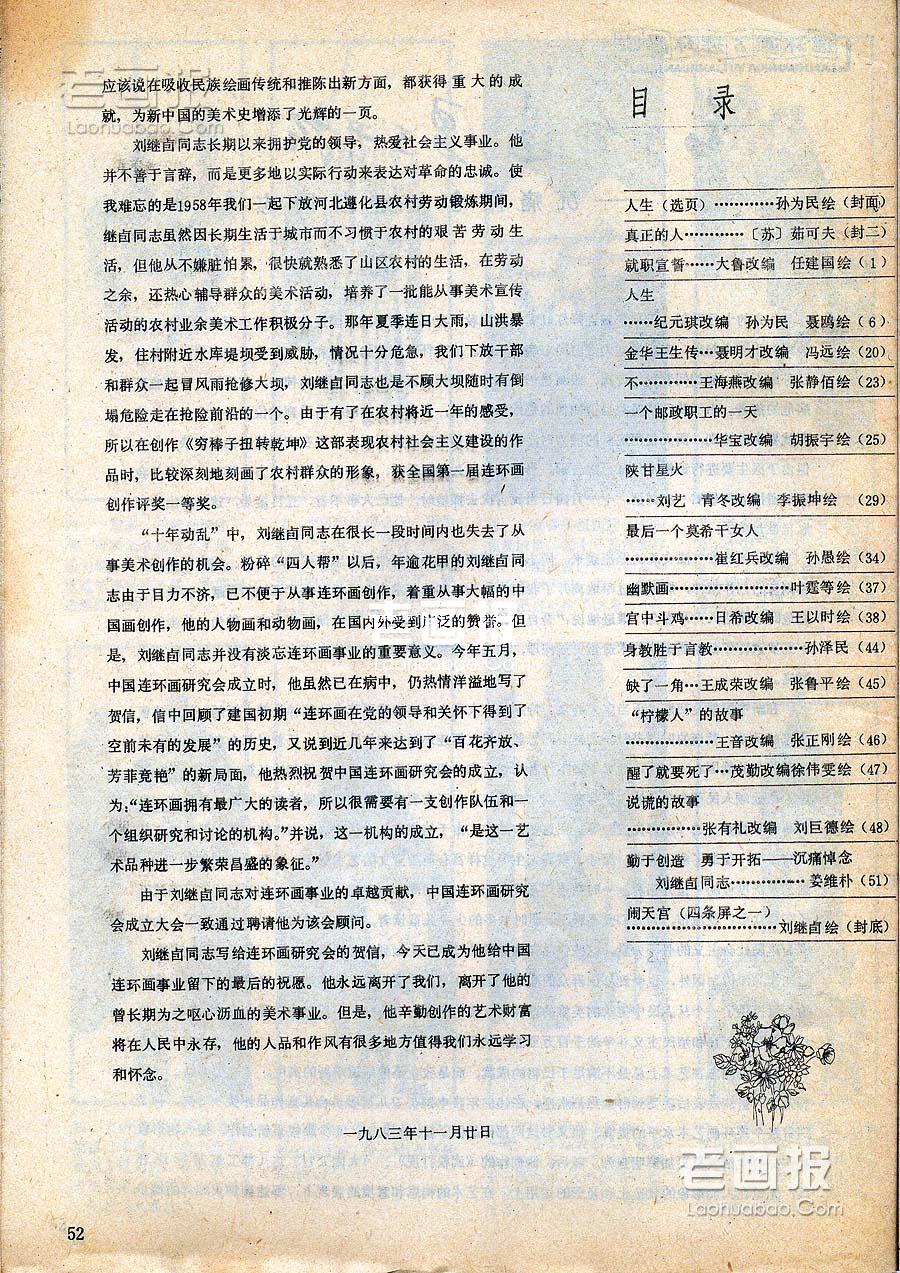 应该说在吸收民族绘画传统和推陈出新方面，都获得重大的成
就，为新中国的美术史增添了光辉的一页。
刘继卣同志长期以来拥护党的领导，热爱社会主义事业。他
并不善于言辞，而是更多地以实际行动来表达对革命的忠诚。使
我难忘的是1958年我们一起下放河北遵化县农村劳动锻炼期间，
继卣同志虽然因长期生活于城市而不习惯于农村的艰苦劳动生
活，但他从不嫌脏怕累，很快就熟悉了山区农村的生活，在劳动
之余，还热心辅导群众的美术活动，培养了一批能从事美术宣传
活动的农村业余美术工作积极分子。那年夏季连日大雨，山洪暴
发，住村附近水库堤坝受到威胁，情况十分危急，我们下放干部
和群众一起冒风雨抢修大坝，刘继卣同志也是不顾大坝随时有倒
塌危险走在抢险前沿的一个。由于有了在农村将近一年的感受，
所以在创作《穷棒子扭转乾坤》这部表现农村社会主义建设的作
品时，比较深刻地刻画了农村群众的形象，获全国第一届连环画
创作评奖一等奖。
“十年动乱”中，刘继卣同志在很长一段时间内也失去了从
事美术创作的机会。粉碎“四人帮”以后，年逾花甲的刘继卣同
志由于目力不济，已不便于从事连环画创作，着重从事大幅的中
国画创作，他的人物画和动物画，在国内外受到广泛的赞誉。但
是，刘继卣同志并没有淡忘连环画事业的重要意义。今年五月，
中国连环画研究会成立时，他虽然已在病中，仍热情洋溢地写了
贺信，信中回顾了建国初期“连环画在党的领导和关怀下得到了
空前未有的发展”的历史，又说到近几年来达到了“百花齐放、
芳菲竟艳”的新局面，他热烈祝贺中国连环画研究会的成立，认
为：“连环画拥有最广大的读者，所以很需要有一支创作队伍和一
个组织研究和讨论的机构。”并说，这一机构的成立，“是这一艺
术品种进一步繁荣昌盛的象征。”
由于刘继卣同志对连环画事业的卓越贡献，中国连环画研究
会成立大会一致通过聘请他为该会顾问。
刘继卣同志写给连环画研究会的贺信，今天已成为他给中国
连环画事业留下的最后的祝愿。他永远离开了我们，离开了他的
曾长期为之呕心沥血的美术事业。但是，他辛勤创作的艺术财富
将在人民中永存，他的人品和作风有很多地方值得我们永远学习
和怀念。
一九八三年十一月廿日
52
目 录
人生（选页）…………孙为民绘（封面）
真正的人…………〔苏〕茹可夫（封二）
就职宣誓……大鲁改编 任建国绘（1）
人生
……纪元琪改编 孙为民 聂鸥绘（6）
金华王生传…聂明才改编 冯远绘（20）
不…………王海燕改编 张静佰绘（23）
一个邮政职工的一天
………………华宝改编 胡振宇绘（25）
陕甘星火
……刘艺 青冬改编 李振坤绘 （29）
最后一个莫希干女人
………………崔红兵改编 孙愚绘（34）
幽默画……………………叶霆等绘（37）
宫中斗鸡……日希改编 王以时绘（38）
身教胜于言教………………孙泽民（44）
缺了一角…王成荣改编 张鲁平绘（45）
“柠檬人”的故事
………………王音改编 张正刚绘（46）
醒了就要死了…茂勤改编徐伟雯绘（47）
说谎的故事
……………张有礼改编 刘巨德绘（48）
勤于创造 勇于开拓——沉痛悼念
刘继卣同志……………姜维朴（51）
闹天宫（四条屏之一）
…………………………刘继卣绘（封底）
老画报
Laohuabao.com
老画报
老画报
Laohuabao.com